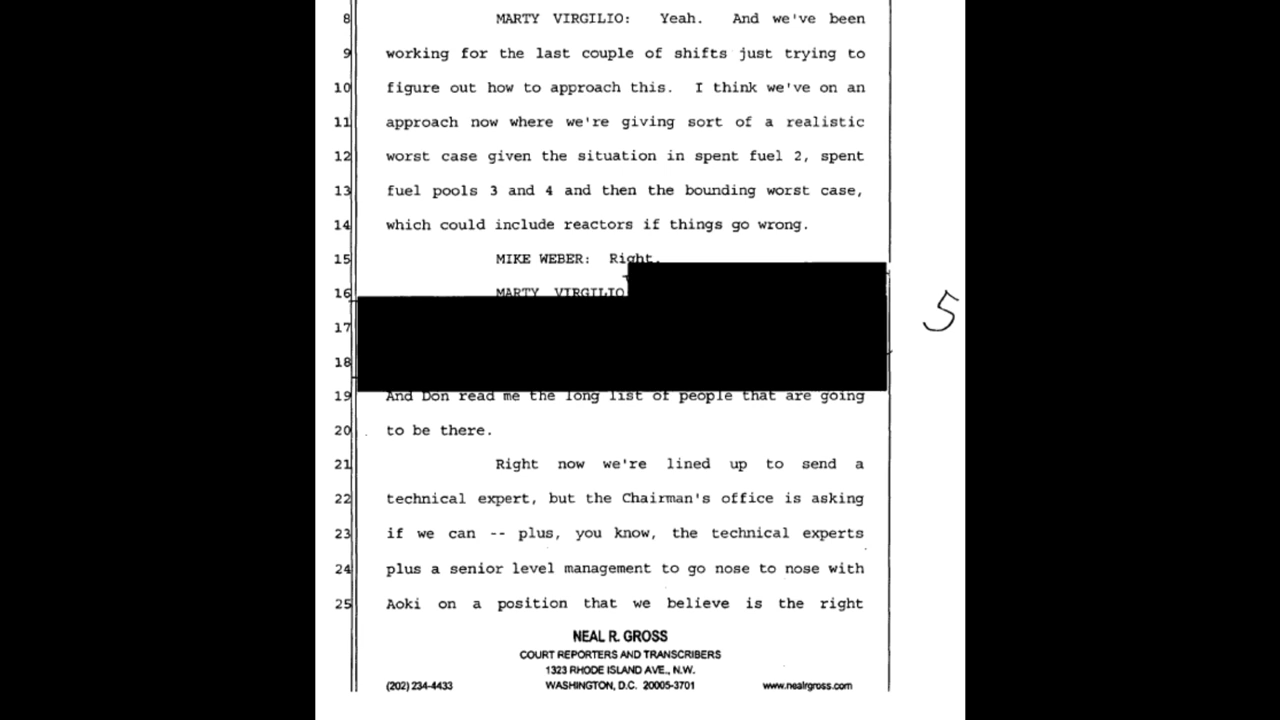 8 MARTY VIRGILIO: Yeah. And we've been
9 working for the last couple of shifts just trying to
10 figure out how to approach this. I think we've on an
11 approach now where we're giving sort of a realistic
12 worst case given the situation in spent fuel 2, spent
13 fuel pools 3 and 4 and then the bounding worst case,
14 which could include reactors if things go wrong.
15 MIKE WEBER: Right.
16 MARTY VIRGILIO
17
18
5
19 And Don read me the long list of people that are going
20 to be there.
21 Right now we're lined up to send a
22 technical expert, but the Chairman's office is asking
23 if we can -- plus, you know, the technical experts
24 plus a senior level management to go nose to nose with
25 Aoki on a position that we believe is the right
NEAL R. GROSS
COURT REPORTERS AND TRANSCRIBERS
1323 RHODE ISLAND AVE., N.W.
(202) 234-4433 WASHINGTON, D.C. 20005-3701 www.nealrgross.com